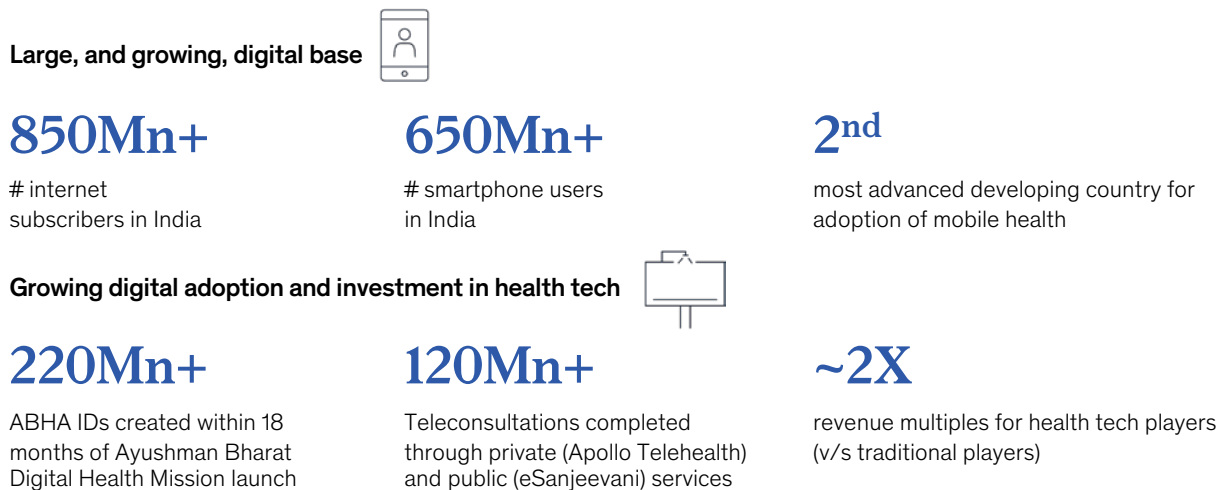 Large, and growing, digital base
850Mn+
# internet
subscribers in India
650Mn+
# smartphone users
in India
2nd
most advanced developing country for
adoption of mobile health
Growing digital adoption and investment in health tech
220Mn+
ABHA IDs created within 18
months of Ayushman Bharat
Digital Health Mission launch
120Mn+
Teleconsultations completed
through private (Apollo Telehealth)
and public (eSanjeevani) services
~2X
revenue multiples for health tech players
(v/s traditional players)